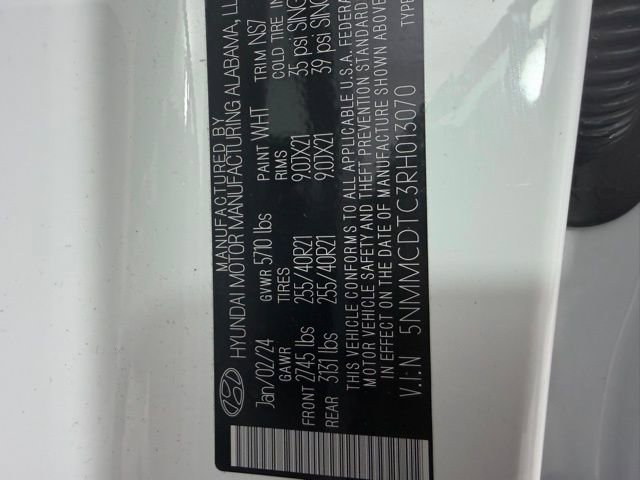 MANUFACTURED BY
HYUNDAI MOTOR MANUFACTURING ALABAMA, LL
Jan/02/24 GVWR 5710 lbs PAINT WHT TRIM NS7
GAWR TIRES RIMS COLD TIRE
FRONT 2745 lbs 255/40R21 9.0JX21 35 psi SING
REAR 3131 lbs 255/40R21 9.0JX21 39 psi SING
THIS VEHICLE CONFORMS TO ALL APPLICABLE U.S.A. FEDERA
MOTOR VEHICLE SAFETY AND THEFT PREVENTION STANDARD
EFFECT ON THE DATE OF MANUFACTURE SHOWN ABOVE
V.I.N 5NMMCDTC3RH013070 TYPE